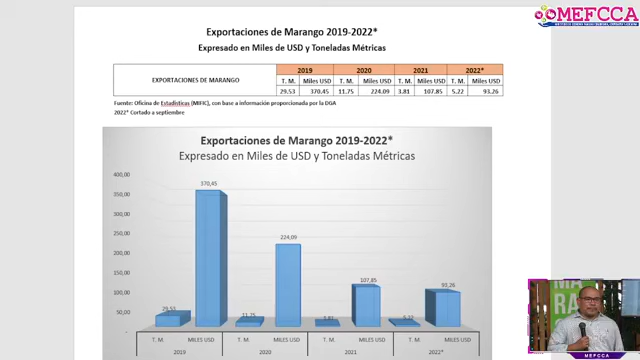 MEFCCA
Exportaciones de Marango 2019-2022*
Expresado en Miles de USD y Toneladas Métricas
EXPORTACIONES DE MARANGO 2019 2020 2021 2022*
T. M. Miles USD T. M. Miles USD T. M. Miles USD T. M. Miles USD
29,53 370,45 11,75 224,09 3,81 107,85 5,22 93,26
Fuente: Oficina de Estadísticas (MIFIC), con base a información proporcionada por la DGA
2022* Cortado a septiembre
Exportaciones de Marango 2019-2022*
Expresado en Miles de USD y Toneladas Métricas
400,00
350,00
300,00
250,00
200,00
150,00
100,00
50,00
-
29,53 370,45 11,75 224,09 3,81 107,85 5,22 93,26
T. M. MILES USD T. M. MILES USD T. M. MILES USD T. M. MILES USD
2019 2020 2021 2022*
MA
RA
MEFCCA